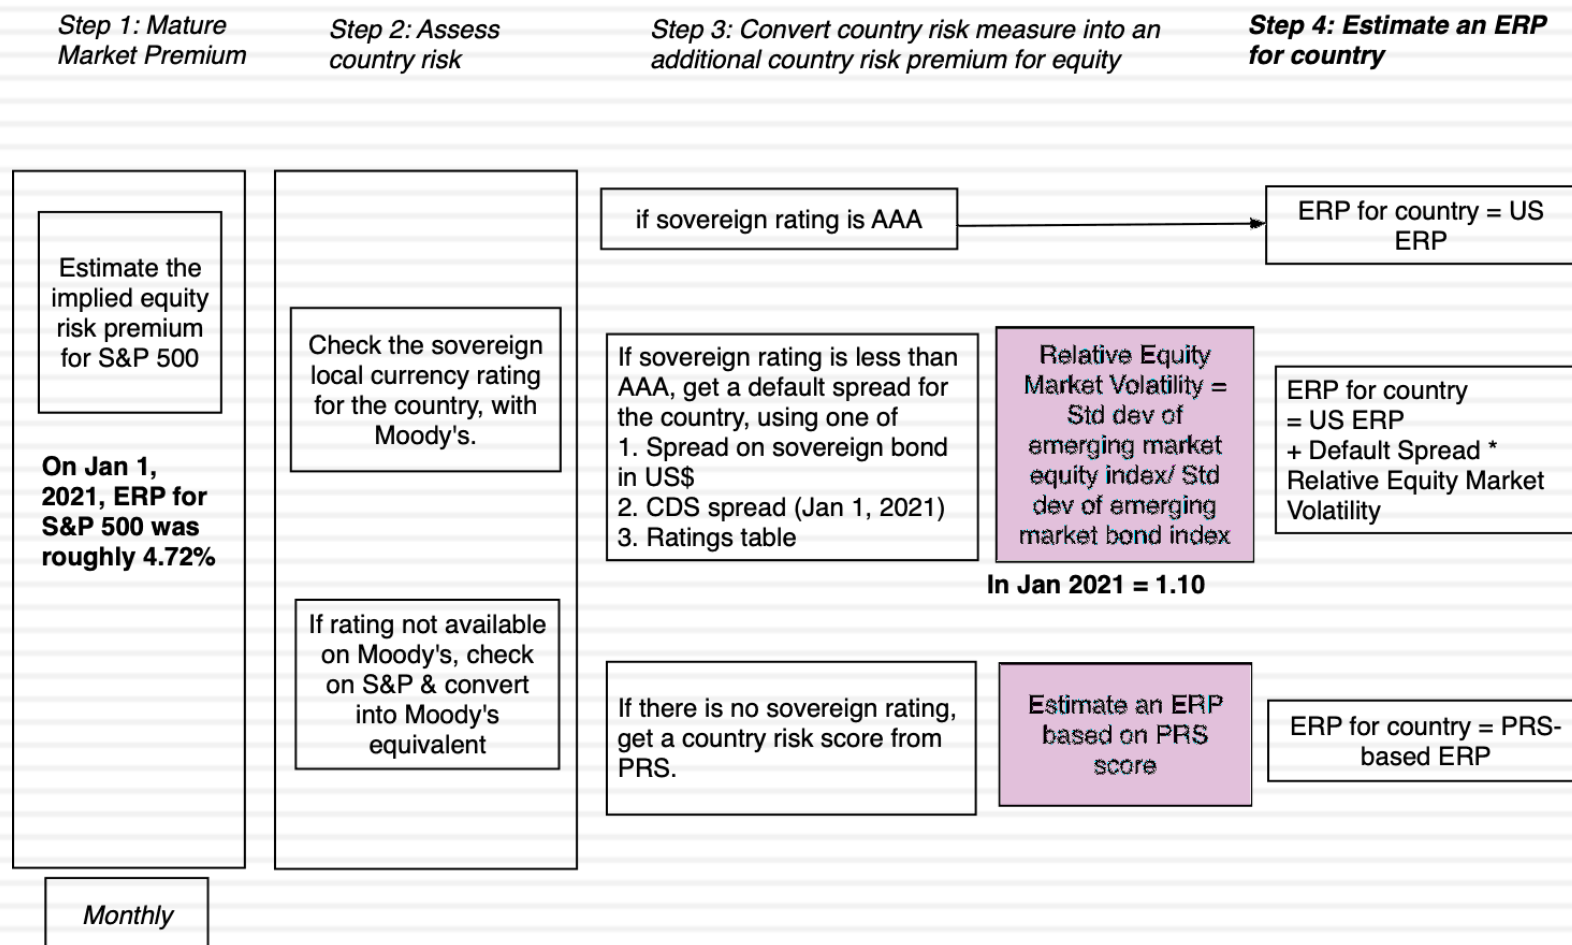 Step 1: Mature
Market Premium
Step 2: Assess
country risk
Step 3: Convert country risk measure into an
additional country risk premium for equity
Step 4: Estimate an ERP
for country
Estimate the
implied equity
risk premium
for S&P 500
On Jan 1,
2021, ERP for
S&P 500 was
roughly 4.72%
Monthly
Check the sovereign
local currency rating
for the country, with
Moody's.
If rating not available
on Moody's, check
on S&P & convert
into Moody's
equivalent
if sovereign rating is AAA
ERP for country = US
ERP
If sovereign rating is less than
AAA, get a default spread for
the country, using one of
1. Spread on sovereign bond
in US$
2. CDS spread (Jan 1, 2021)
3. Ratings table
Relative Equity
Market Volatility =
Std dev of
emerging market
equity index/ Std
dev of emerging
market bond index
In Jan 2021 = 1.10
ERP for country
= US ERP
+ Default Spread *
Relative Equity Market
Volatility
If there is no sovereign rating,
get a country risk score from
PRS.
Estimate an ERP
based on PRS
score
ERP for country = PRS-
based ERP